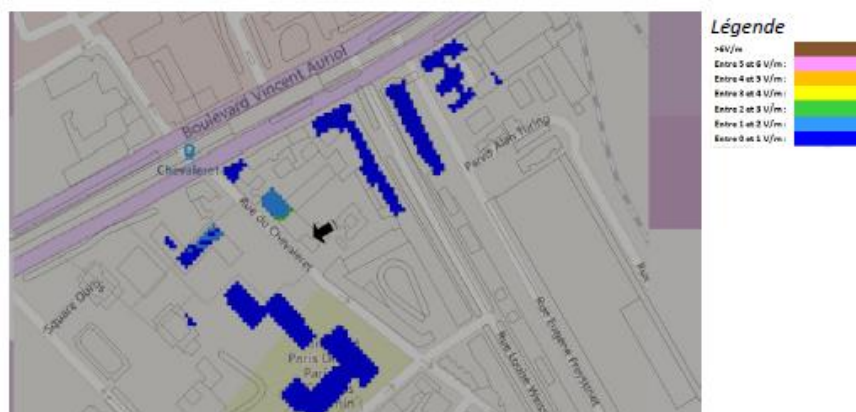 Légende
>6V/m
Entre 5 et 6 V/m :
Entre 4 et 5 V/m :
Entre 3 et 4 V/m :
Entre 2 et 3 V/m :
Entre 1 et 2 V/m :
Entre 0 et 1 V/m :
Boulevard Vincent Auriol
Chevaleret
Rue du Chevaleret
Parvis Alan Turing
Square
Rue
Rue Eugène Freyssinet
Rue Louise Weiss
Paris